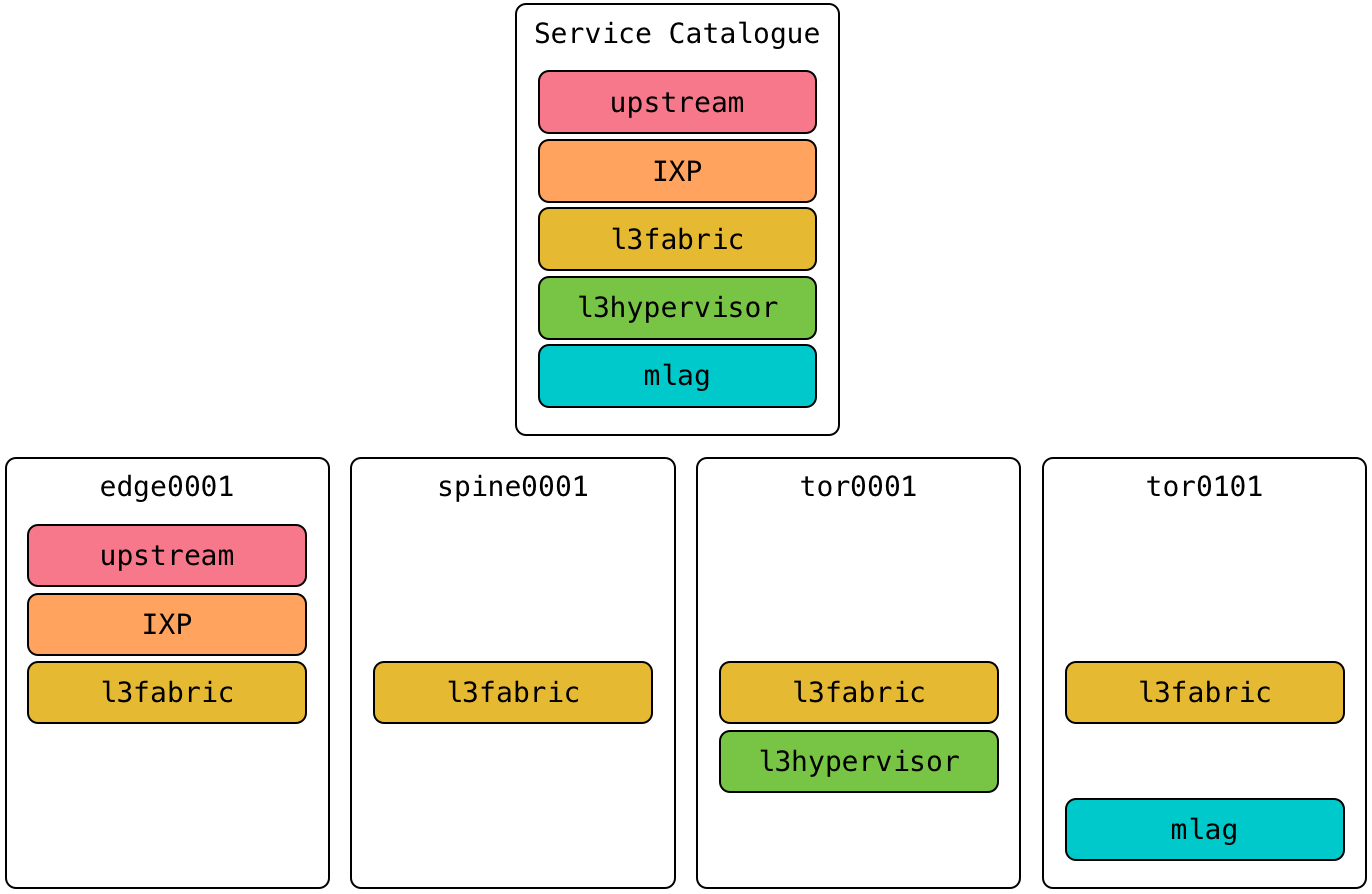 Service Catalogue
upstream
IXP
l3fabric
l3hypervisor
mlag
edge0001
upstream
IXP
l3fabric
spine0001
l3fabric
tor0001
l3fabric
l3hypervisor
tor0101
l3fabric
mlag